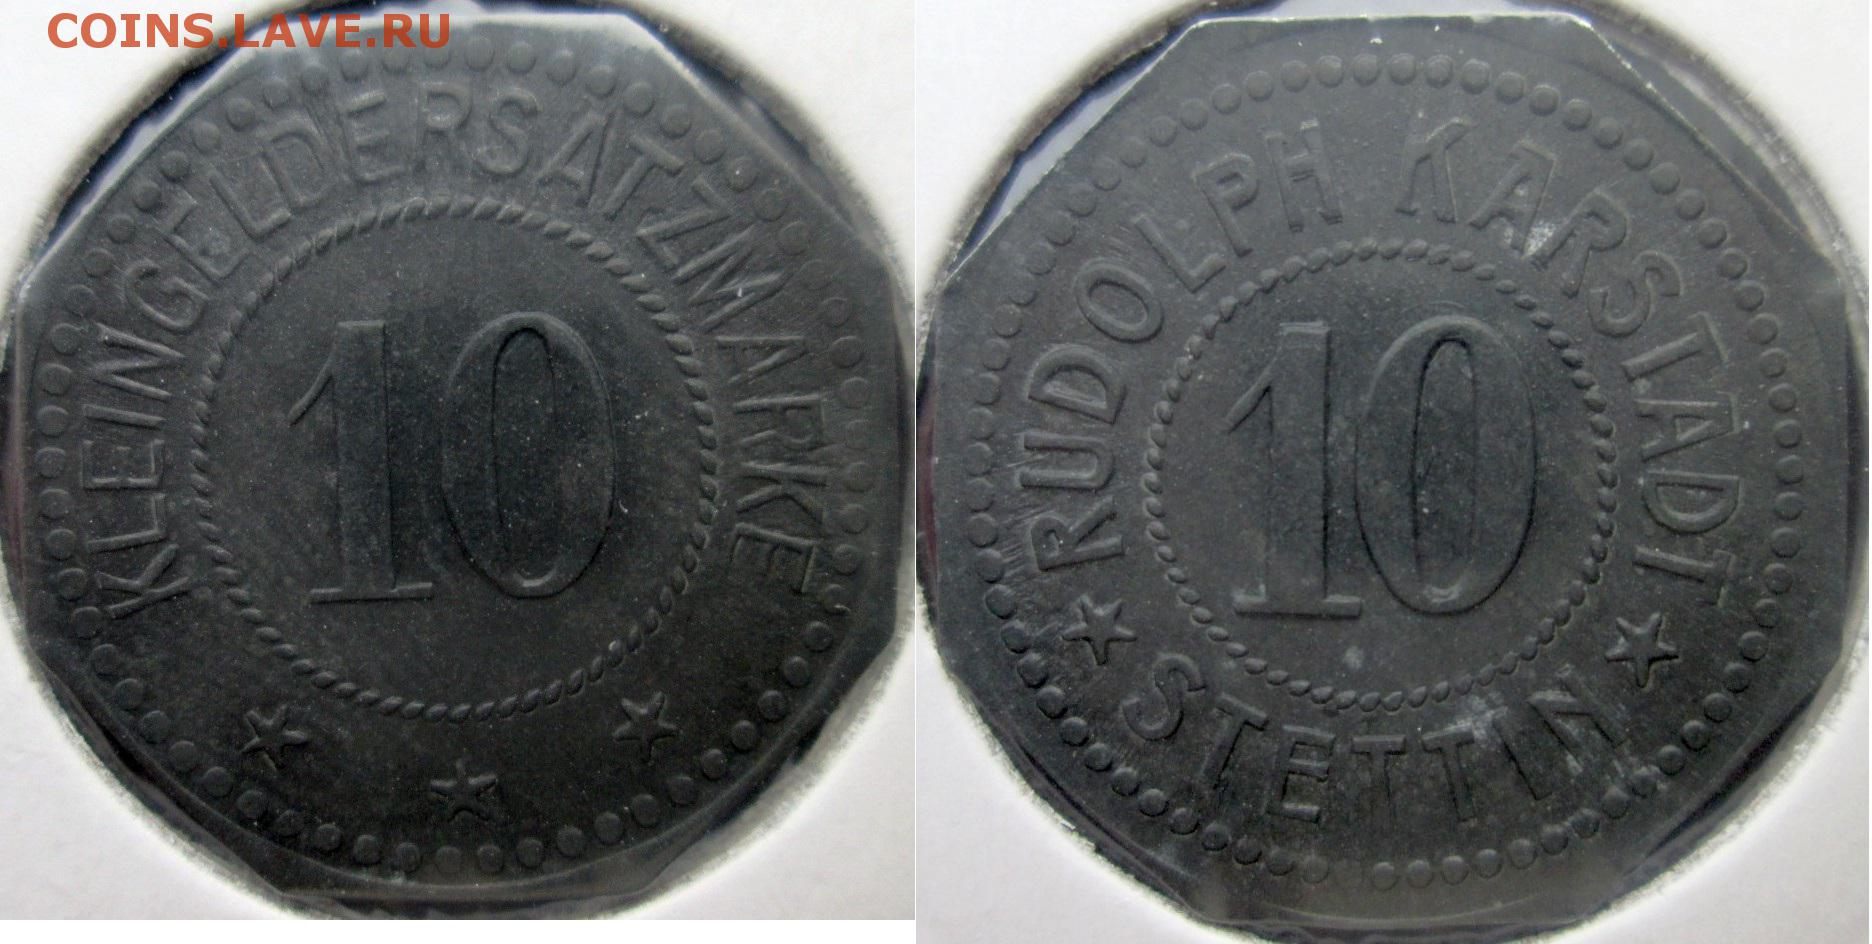 COINS.LAVE.RU
KLEINGELDERSATZMARKE
10
RUDOLPH KARSTADT
10
STETTIN